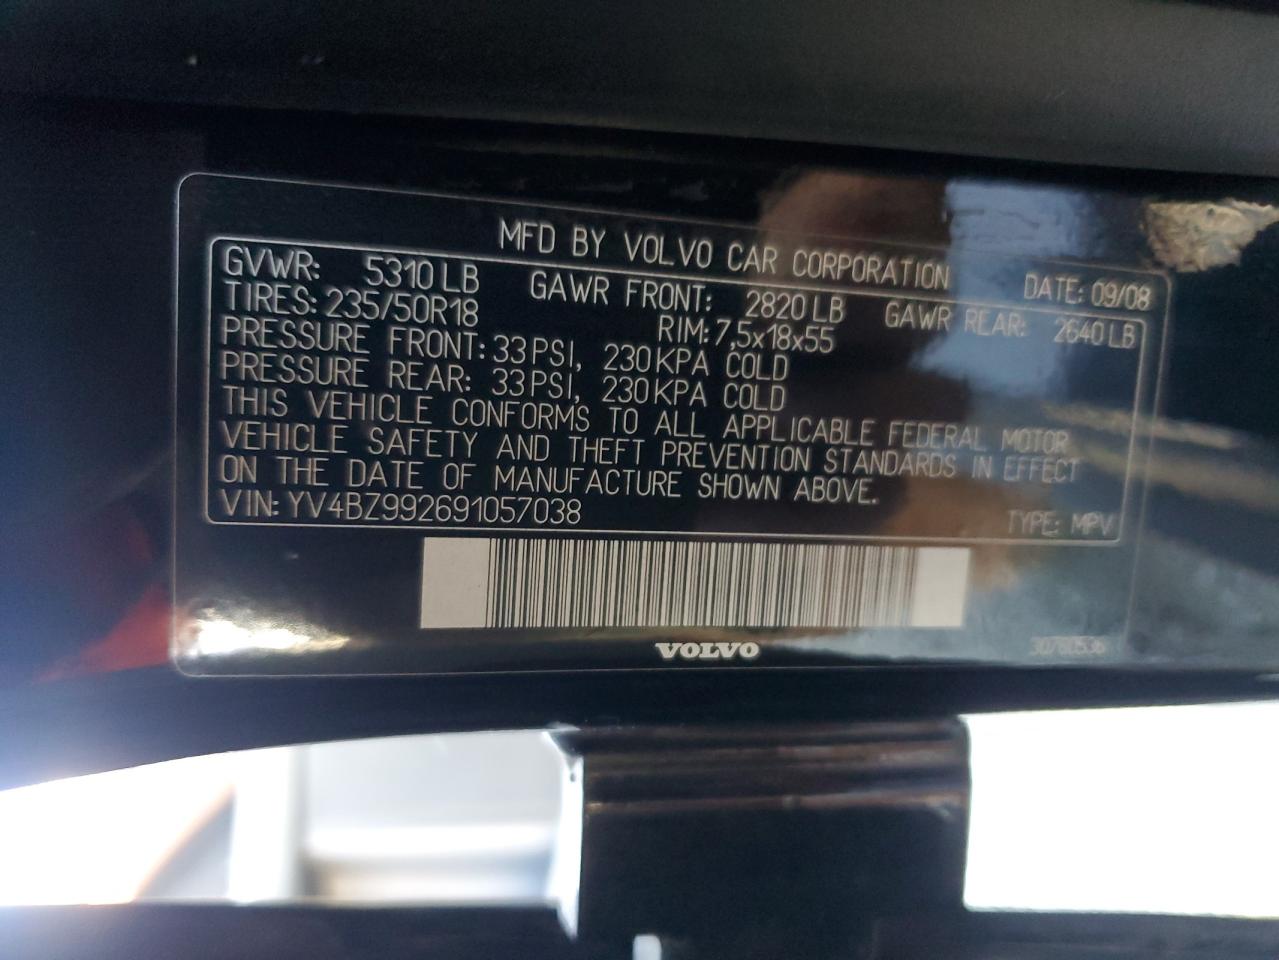 MFD BY VOLVO CAR CORPORATION DATE: 09/08
GVWR: 5310 LB GAWR FRONT: 2820 LB GAWR REAR: 2640 LB
TIRES: 235/50R18 RIM: 7,5x18x55
PRESSURE FRONT: 33 PSI, 230 KPA COLD
PRESSURE REAR: 33 PSI, 230 KPA COLD
THIS VEHICLE CONFORMS TO ALL APPLICABLE FEDERAL MOTOR
VEHICLE SAFETY AND THEFT PREVENTION STANDARDS IN EFFECT
ON THE DATE OF MANUFACTURE SHOWN ABOVE.
VIN: YV4BZ992691057038 TYPE: MPV
VOLVO 30780536